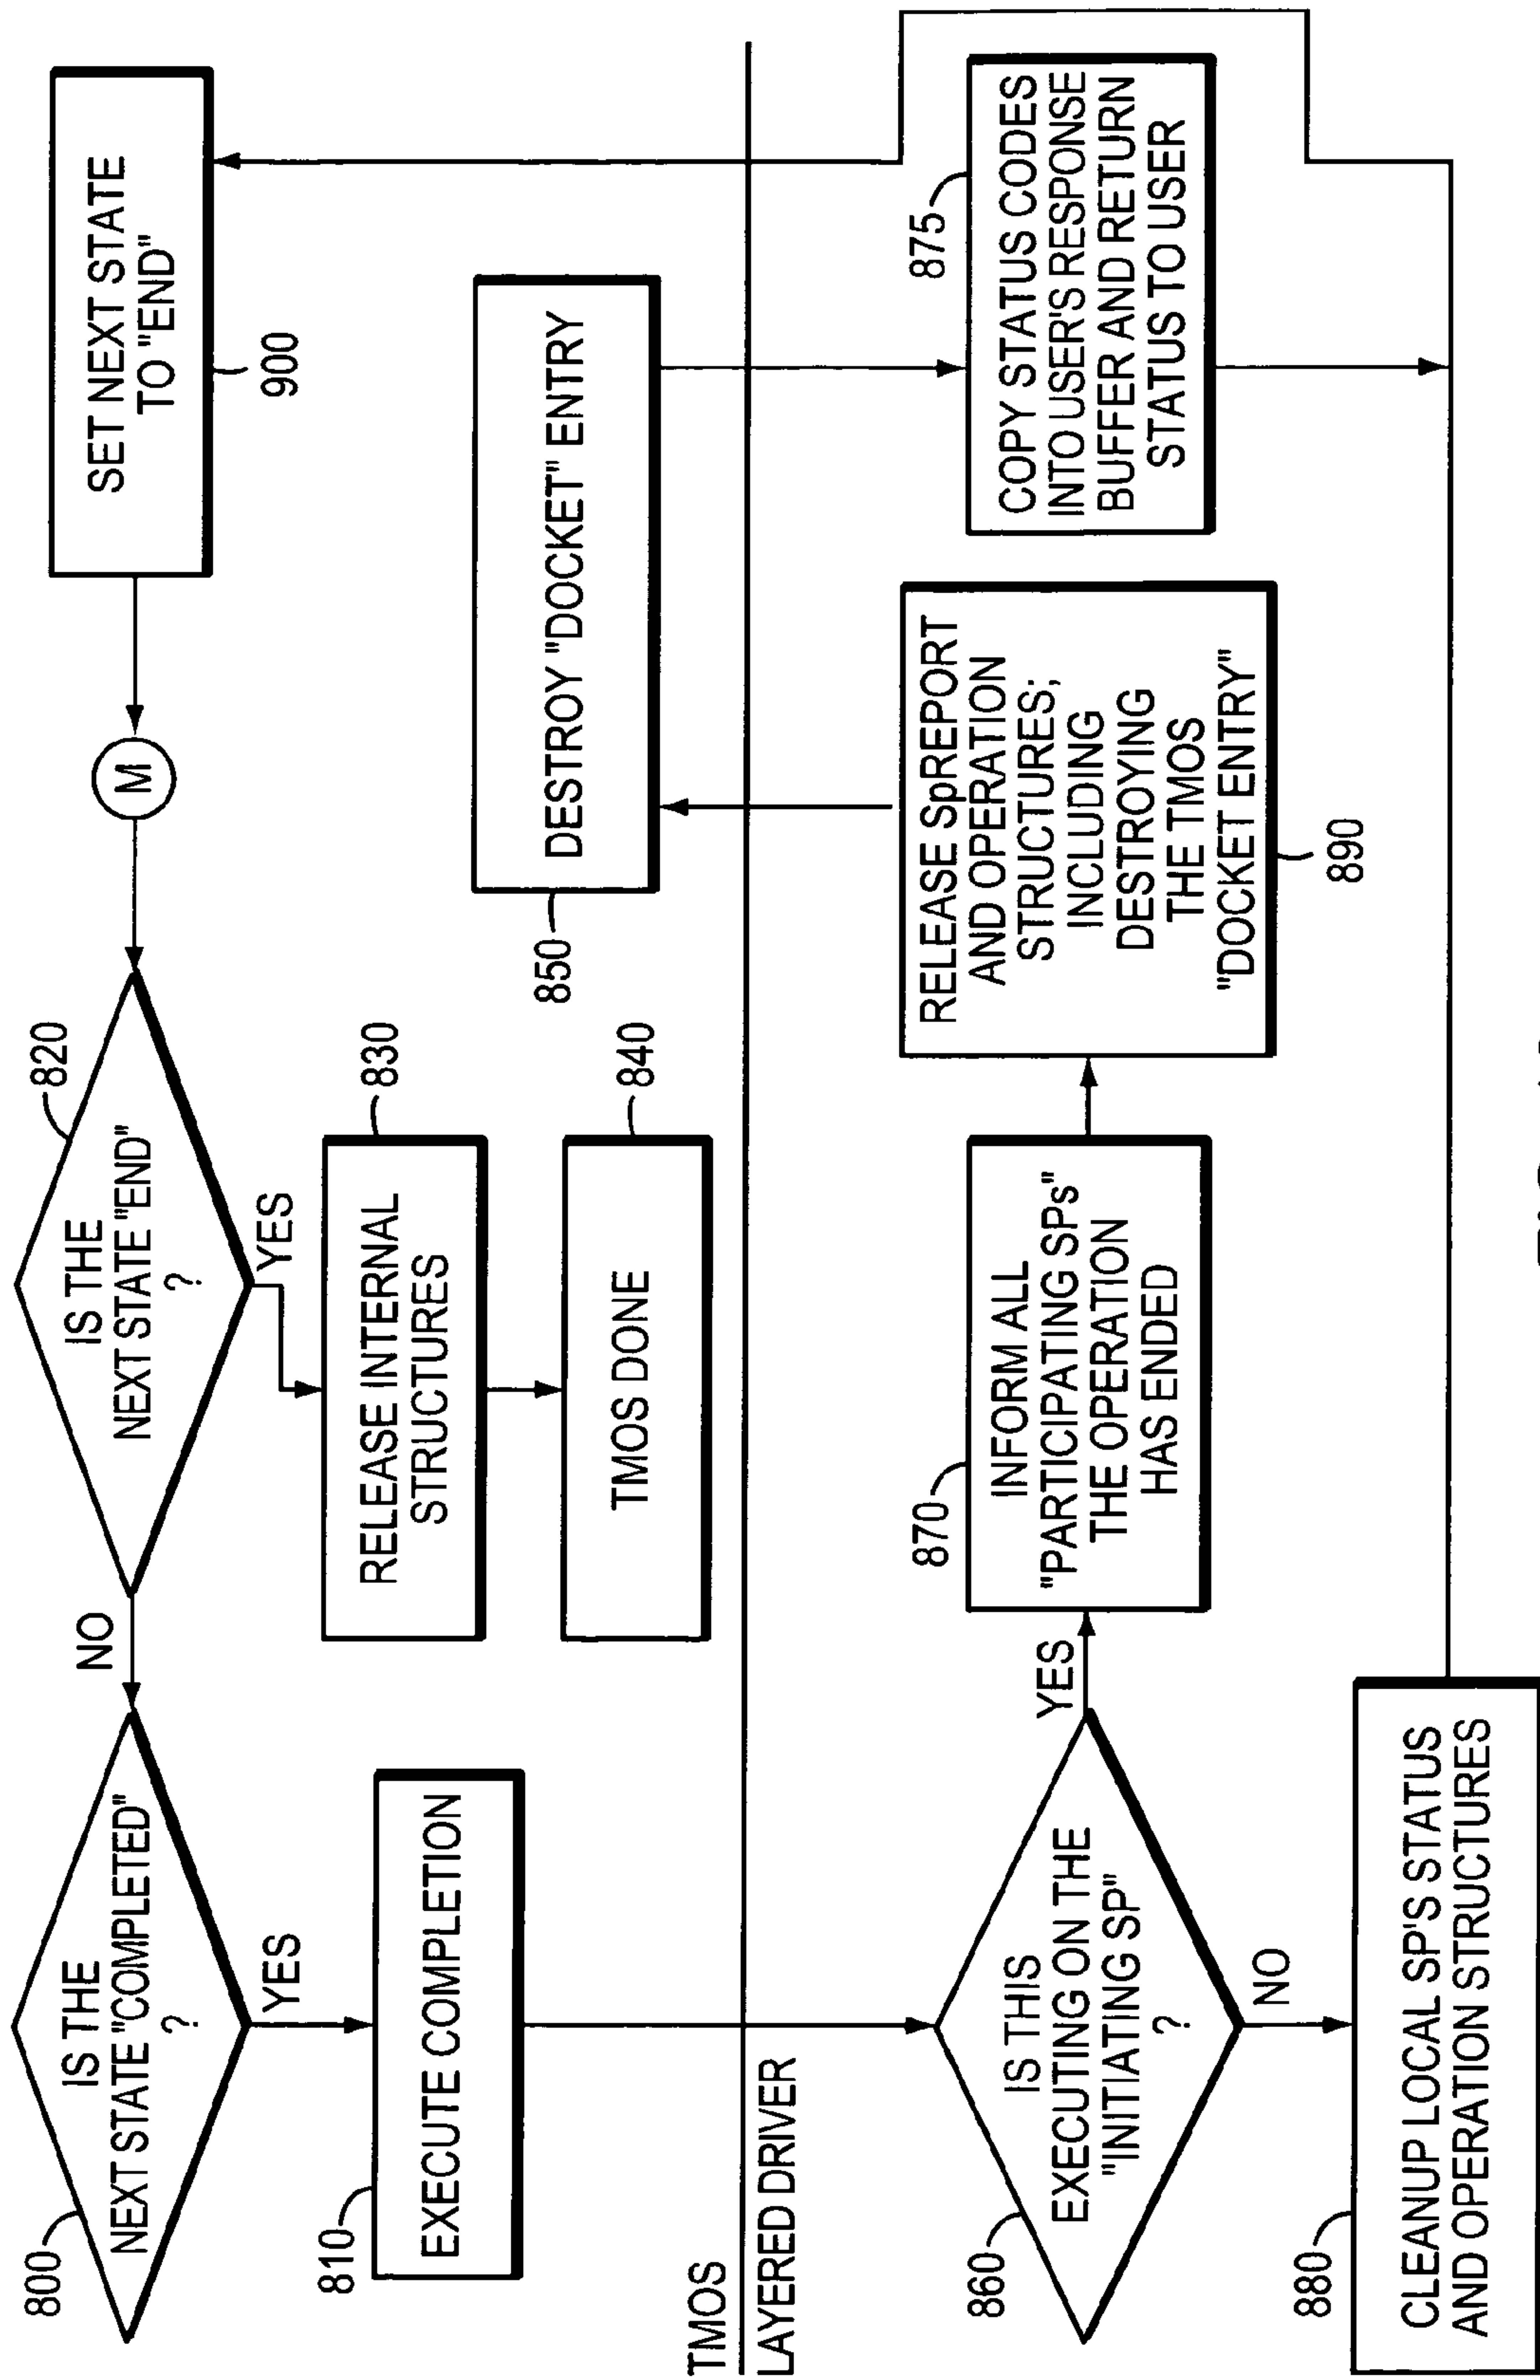 800
IS THE
NEXT STATE "COMPLETED"
?
YES
NO
820
IS THE
NEXT STATE "END"
?
YES
M
SET NEXT STATE
TO "END"
900
810
EXECUTE COMPLETION
RELEASE INTERNAL
STRUCTURES
830
TMOS DONE
840
850
DESTROY "DOCKET" ENTRY
TMOS
LAYERED DRIVER
860
IS THIS
EXECUTING ON THE
"INITIATING SP"
?
YES
NO
870
INFORM ALL
"PARTICIPATING SPs"
THE OPERATION
HAS ENDED
RELEASE SpREPORT
AND OPERATION
STRUCTURES;
INCLUDING
DESTROYING
THE TMOS
"DOCKET ENTRY"
890
875
COPY STATUS CODES
INTO USER'S RESPONSE
BUFFER AND RETURN
STATUS TO USER
880
CLEANUP LOCAL SP'S STATUS
AND OPERATION STRUCTURES